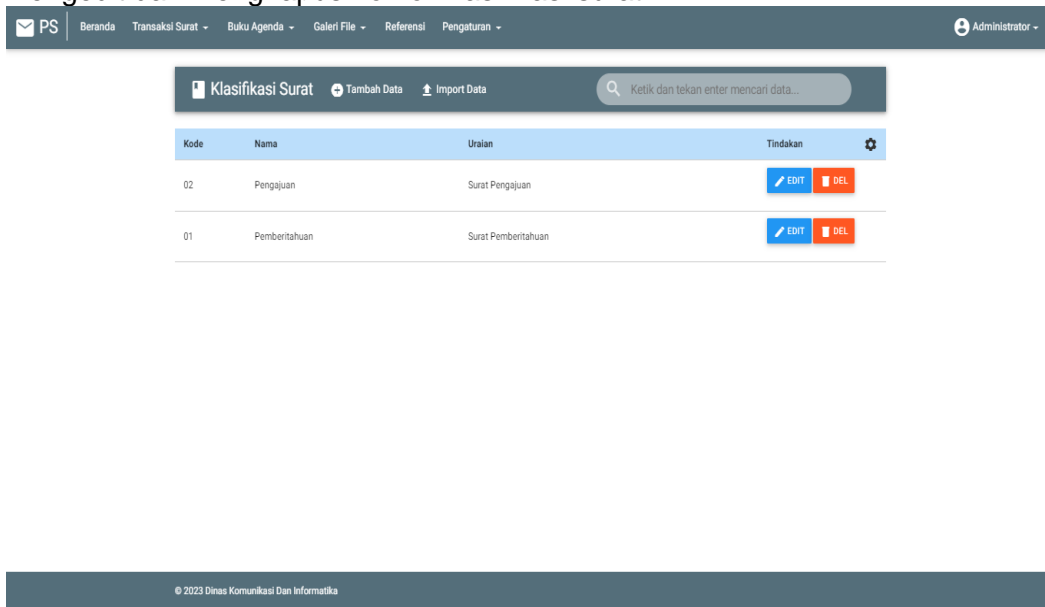 PS Beranda Transaksi Surat Buku Agenda Galeri File Referensi Pengaturan Administrator
Klasifikasi Surat Tambah Data Import Data Ketik dan tekan enter mencari data...
Kode Nama Uraian Tindakan
02 Pengajuan Surat Pengajuan EDIT DEL
01 Pemberitahuan Surat Pemberitahuan EDIT DEL
© 2023 Dinas Komunikasi Dan Informatika